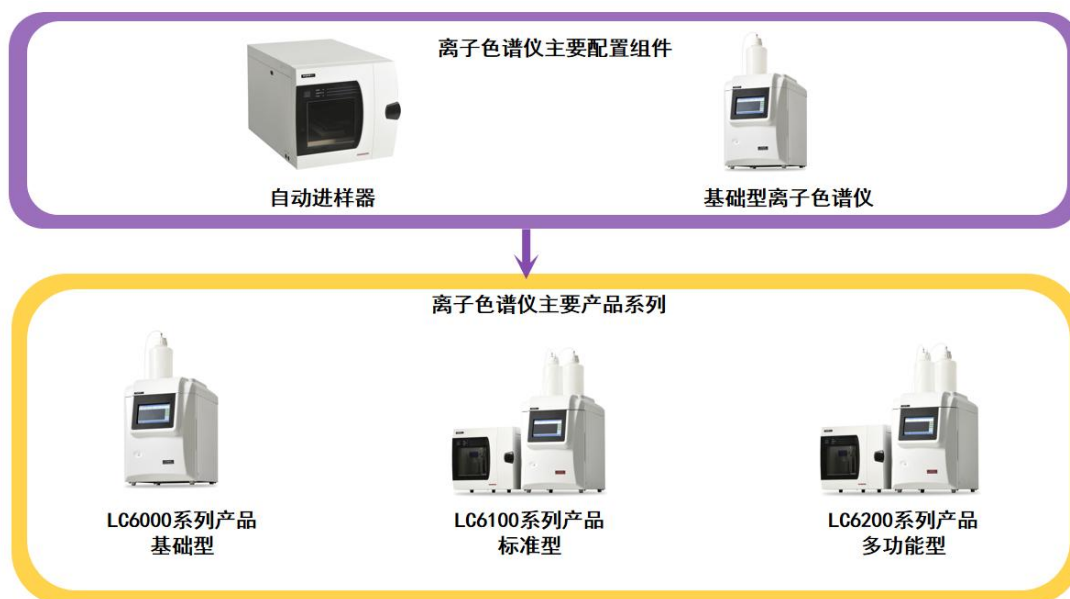 离子色谱仪主要配置组件
自动进样器
基础型离子色谱仪
离子色谱仪主要产品系列
LC6000系列产品
基础型
LC6100系列产品
标准型
LC6200系列产品
多功能型